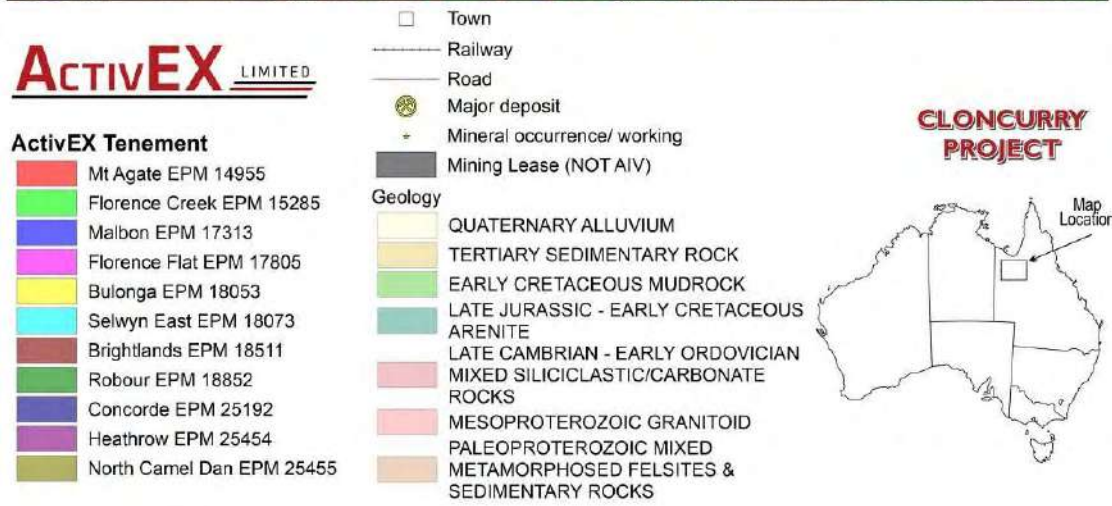 ACTIVEX LIMITED
ActivEX Tenement
Mt Agate EPM 14955
Florence Creek EPM 15285
Malbon EPM 17313
Florence Flat EPM 17805
Bulonga EPM 18053
Selwyn East EPM 18073
Brightlands EPM 18511
Robour EPM 18852
Concorde EPM 25192
Heathrow EPM 25454
North Camel Dan EPM 25455
Town
Railway
Road
Major deposit
Mineral occurrence/ working
Mining Lease (NOT AIV)
Geology
QUATERNARY ALLUVIUM
TERTIARY SEDIMENTARY ROCK
EARLY CRETACEOUS MUDROCK
LATE JURASSIC - EARLY CRETACEOUS
ARENITE
LATE CAMBRIAN - EARLY ORDOVICIAN
MIXED SILICICLASTIC/CARBONATE
ROCKS
MESOPROTEROZOIC GRANITOID
PALEOPROTEROZOIC MIXED
METAMORPHOSED FELSITES &
SEDIMENTARY ROCKS
CLONCURRY
PROJECT
Map
Location